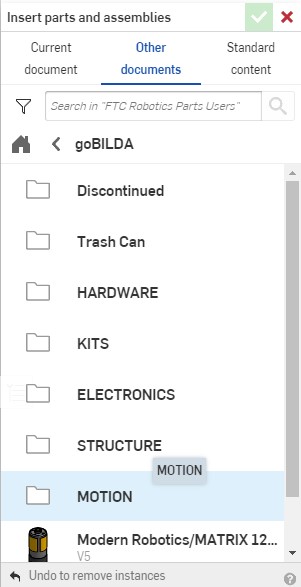 Insert parts and assemblies
Current
document
Other
documents
Standard
content
Search in "FTC Robotics Parts Users"
goBILDA
Discontinued
Trash Can
HARDWARE
KITS
ELECTRONICS
STRUCTURE
MOTION
MOTION
Modern Robotics/MATRIX 12...
V5
Undo to remove instances